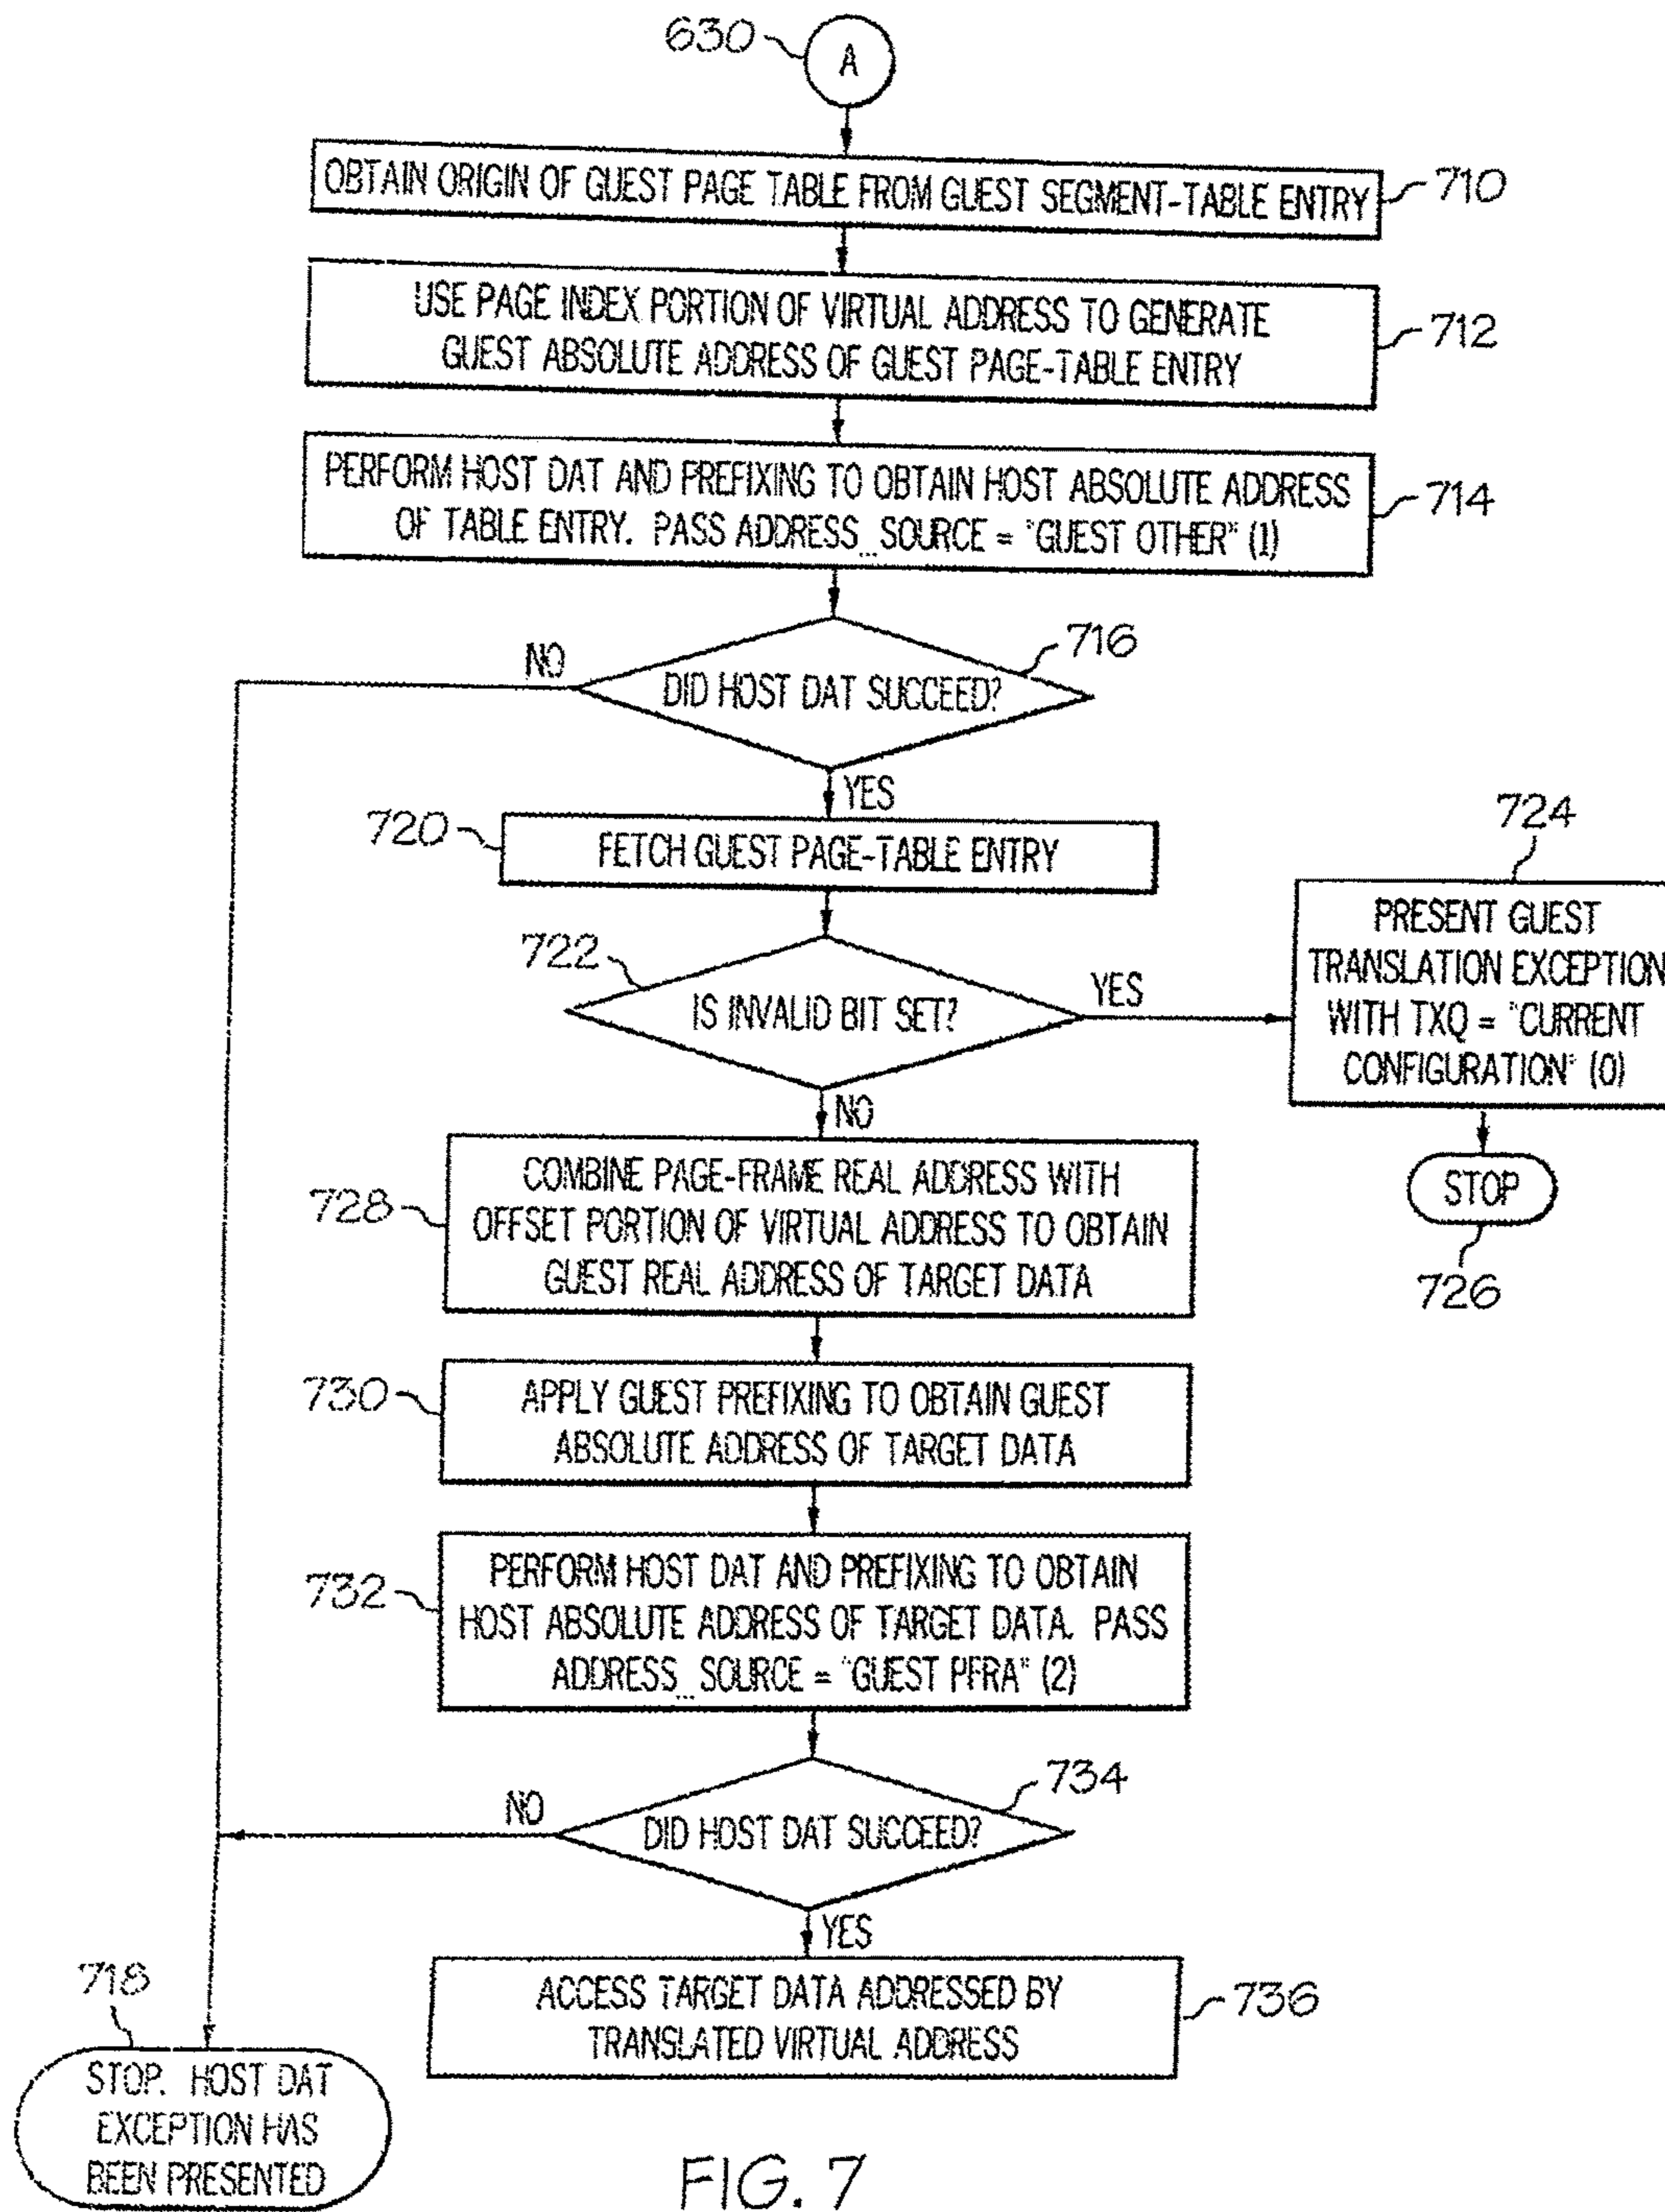 630
A
OBTAIN ORIGIN OF GUEST PAGE TABLE FROM GUEST SEGMENT-TABLE ENTRY
710
USE PAGE INDEX PORTION OF VIRTUAL ADDRESS TO GENERATE
GUEST ABSOLUTE ADDRESS OF GUEST PAGE-TABLE ENTRY
712
PERFORM HOST DAT AND PREFIXING TO OBTAIN HOST ABSOLUTE ADDRESS
OF TABLE ENTRY. PASS ADDRESS_SOURCE = "GUEST OTHER" (1)
714
716
NO
DID HOST DAT SUCCEED?
YES
720
FETCH GUEST PAGE-TABLE ENTRY
722
IS INVALID BIT SET?
YES
724
PRESENT GUEST
TRANSLATION EXCEPTION
WITH TXQ = "CURRENT
CONFIGURATION" (0)
STOP
726
NO
728
COMBINE PAGE-FRAME REAL ADDRESS WITH
OFFSET PORTION OF VIRTUAL ADDRESS TO OBTAIN
GUEST REAL ADDRESS OF TARGET DATA
730
APPLY GUEST PREFIXING TO OBTAIN GUEST
ABSOLUTE ADDRESS OF TARGET DATA
732
PERFORM HOST DAT AND PREFIXING TO OBTAIN
HOST ABSOLUTE ADDRESS OF TARGET DATA. PASS
ADDRESS_SOURCE = "GUEST PFRA" (2)
734
NO
DID HOST DAT SUCCEED?
YES
736
ACCESS TARGET DATA ADDRESSED BY
TRANSLATED VIRTUAL ADDRESS
718
STOP. HOST DAT
EXCEPTION HAS
BEEN PRESENTED
FIG. 7